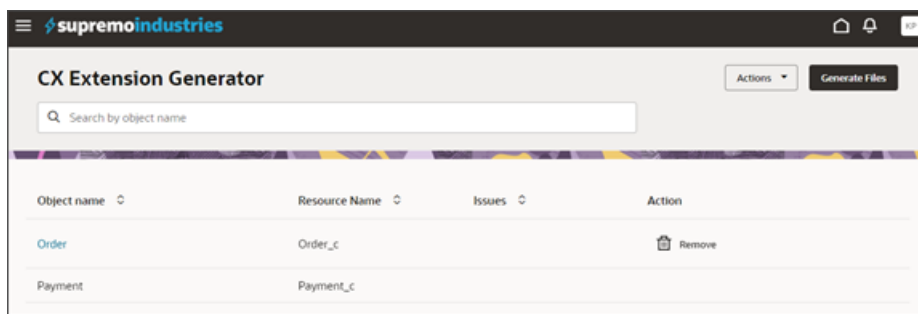 supremoindustries
KP
CX Extension Generator
Actions
Generate Files
Search by object name
Object name Resource Name Issues Action
Order Order_c Remove
Payment Payment_c